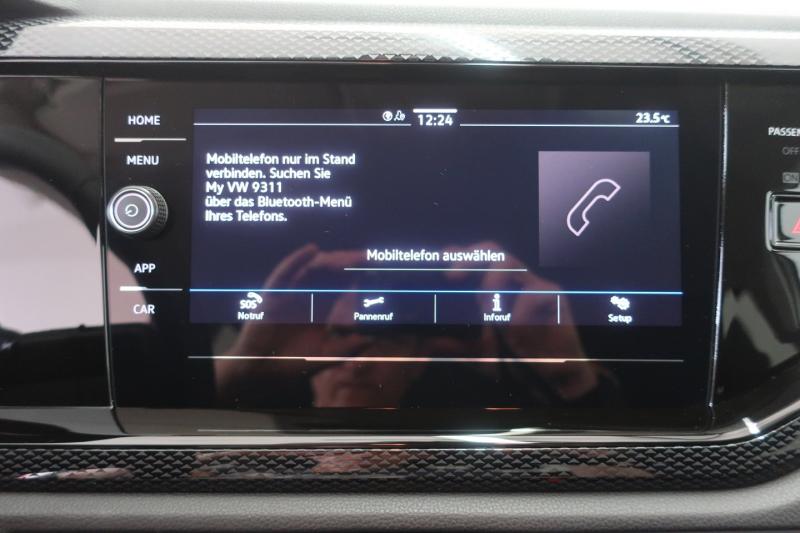 HOME
MENU
APP
CAR
12:24
23.5°C
Mobiltelefon nur im Stand
verbinden. Suchen Sie
My VW 9311
über das Bluetooth-Menü
Ihres Telefons.
Mobiltelefon auswählen
SOS
Notruf
Pannenruf
i
Inforuf
Setup
PASSEN
OFF
ON